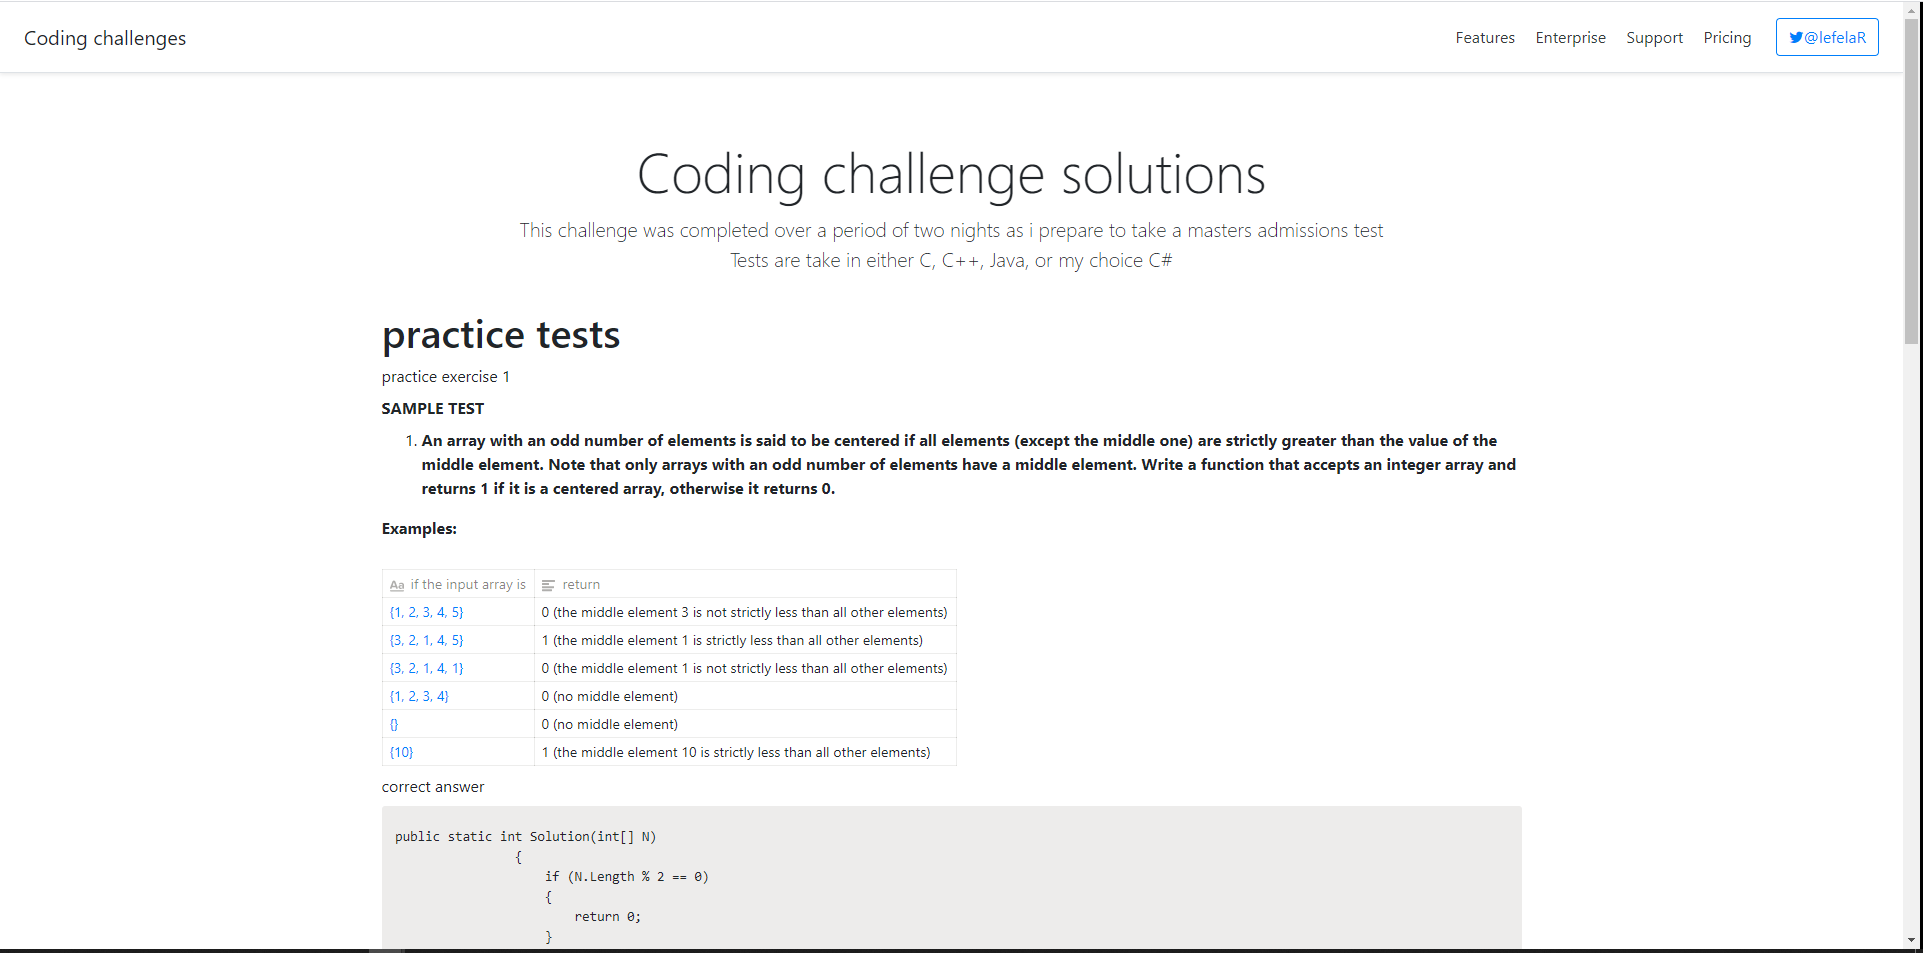 Coding challenges
Features Enterprise Support Pricing @lefelaR
Coding challenge solutions
This challenge was completed over a period of two nights as i prepare to take a masters admissions test
Tests are take in either C, C++, Java, or my choice C#
practice tests
practice exercise 1
SAMPLE TEST
1. An array with an odd number of elements is said to be centered if all elements (except the middle one) are strictly greater than the value of the
middle element. Note that only arrays with an odd number of elements have a middle element. Write a function that accepts an integer array and
returns 1 if it is a centered array, otherwise it returns 0.
Examples:
Aa if the input array is return
{1, 2, 3, 4, 5} 0 (the middle element 3 is not strictly less than all other elements)
{3, 2, 1, 4, 5} 1 (the middle element 1 is strictly less than all other elements)
{3, 2, 1, 4, 1} 0 (the middle element 1 is not strictly less than all other elements)
{1, 2, 3, 4} 0 (no middle element)
{} 0 (no middle element)
{10} 1 (the middle element 10 is strictly less than all other elements)
correct answer
public static int Solution(int[] N)
{
if (N.Length % 2 == 0)
{
return 0;
}